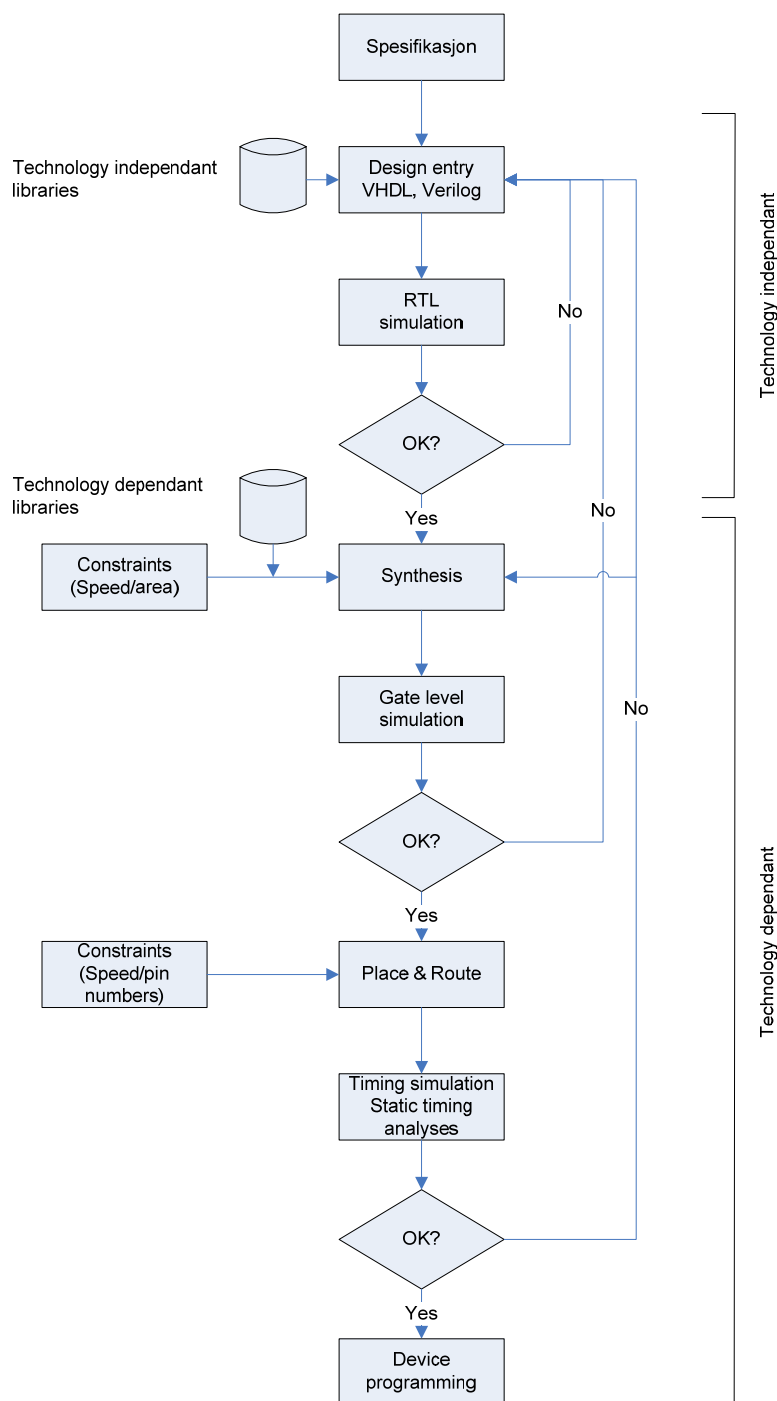 Spesifikasjon
Technology independant
libraries
Design entry
VHDL, Verilog
Technology independant
RTL
simulation
No
OK?
Technology dependant
libraries
Yes
No
Constraints
(Speed/area)
Synthesis
Gate level
simulation
No
OK?
Technology dependant
Yes
Constraints
(Speed/pin
numbers)
Place & Route
Timing simulation
Static timing
analyses
OK?
Yes
Device
programming